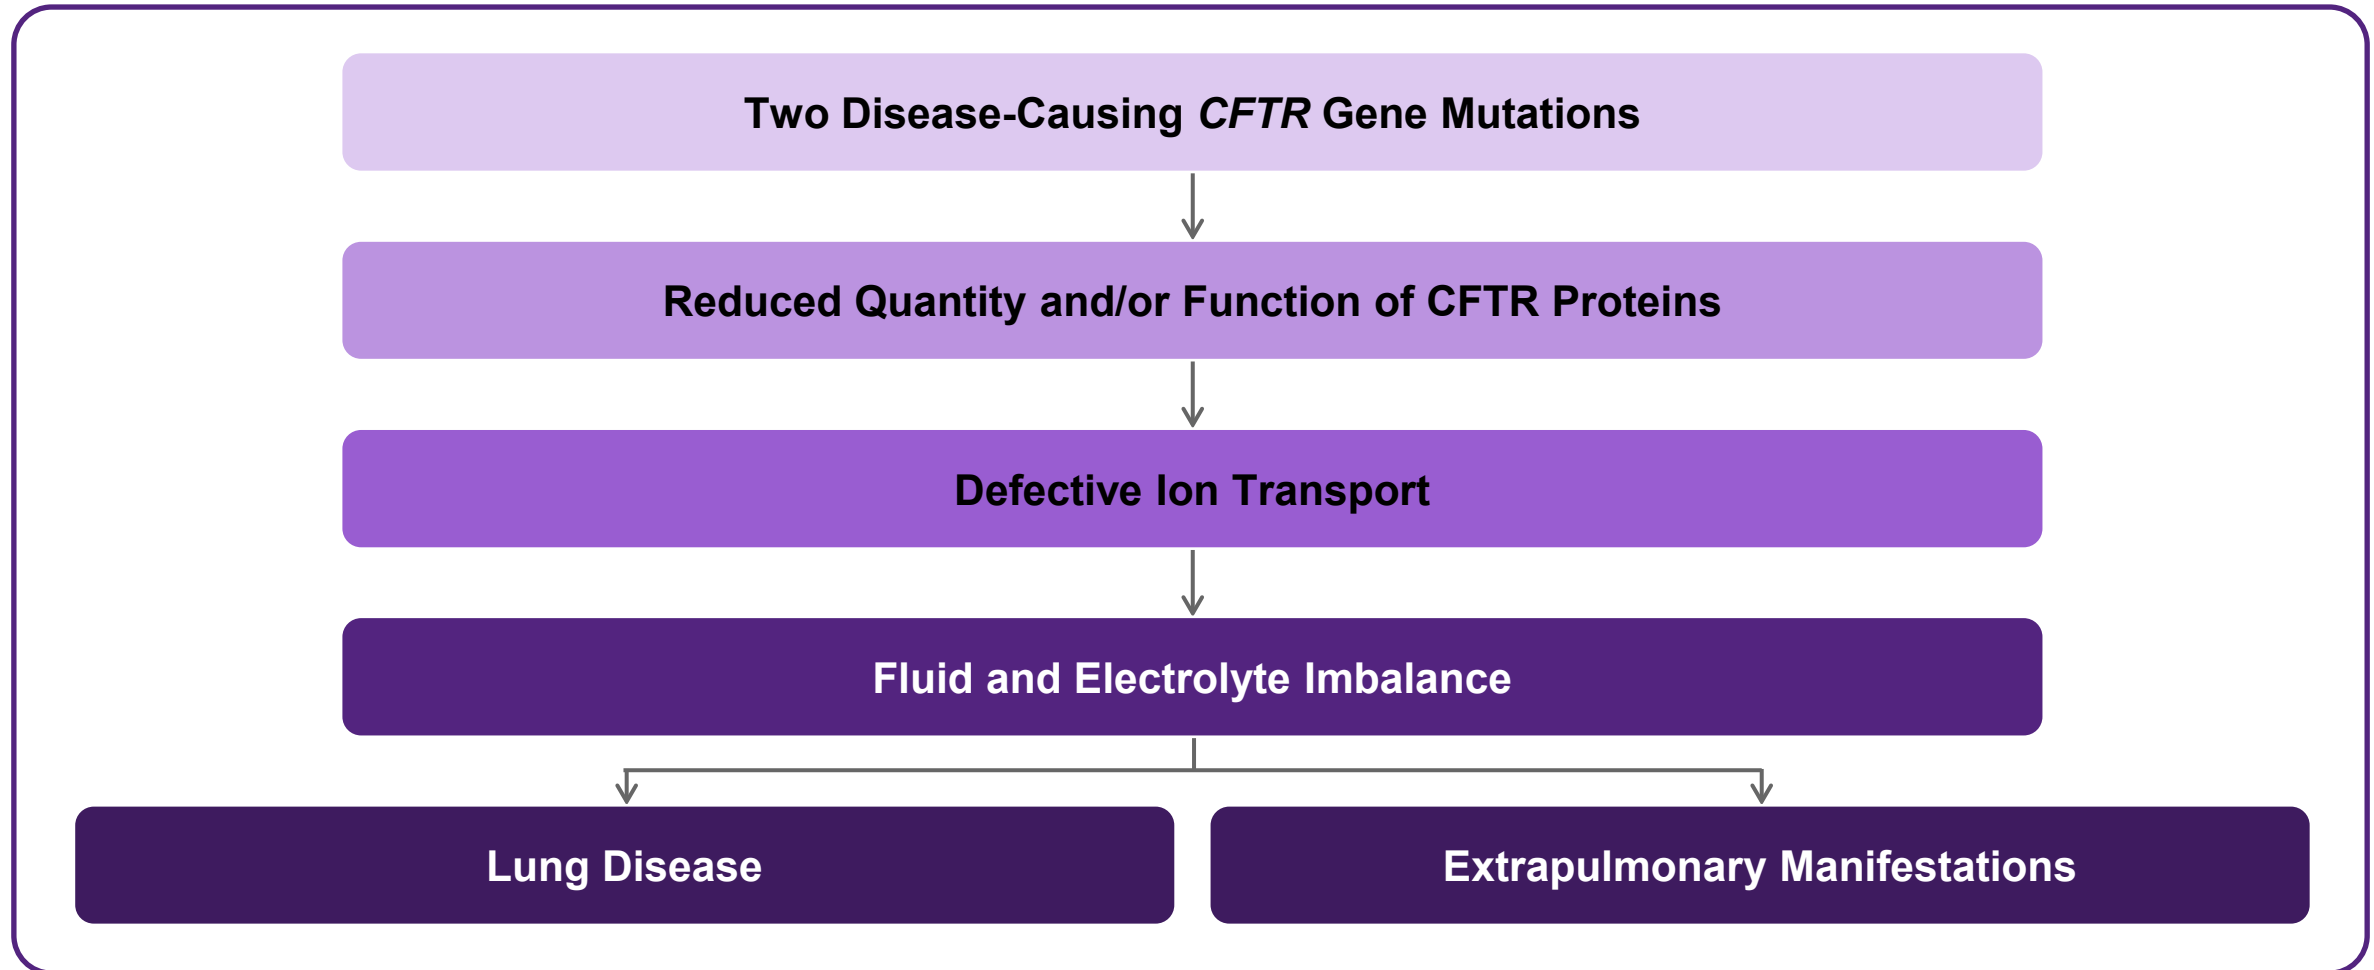 Two Disease-Causing CFTR Gene Mutations
Reduced Quantity and/or Function of CFTR Proteins
Defective Ion Transport
Fluid and Electrolyte Imbalance
Lung Disease
Extrapulmonary Manifestations